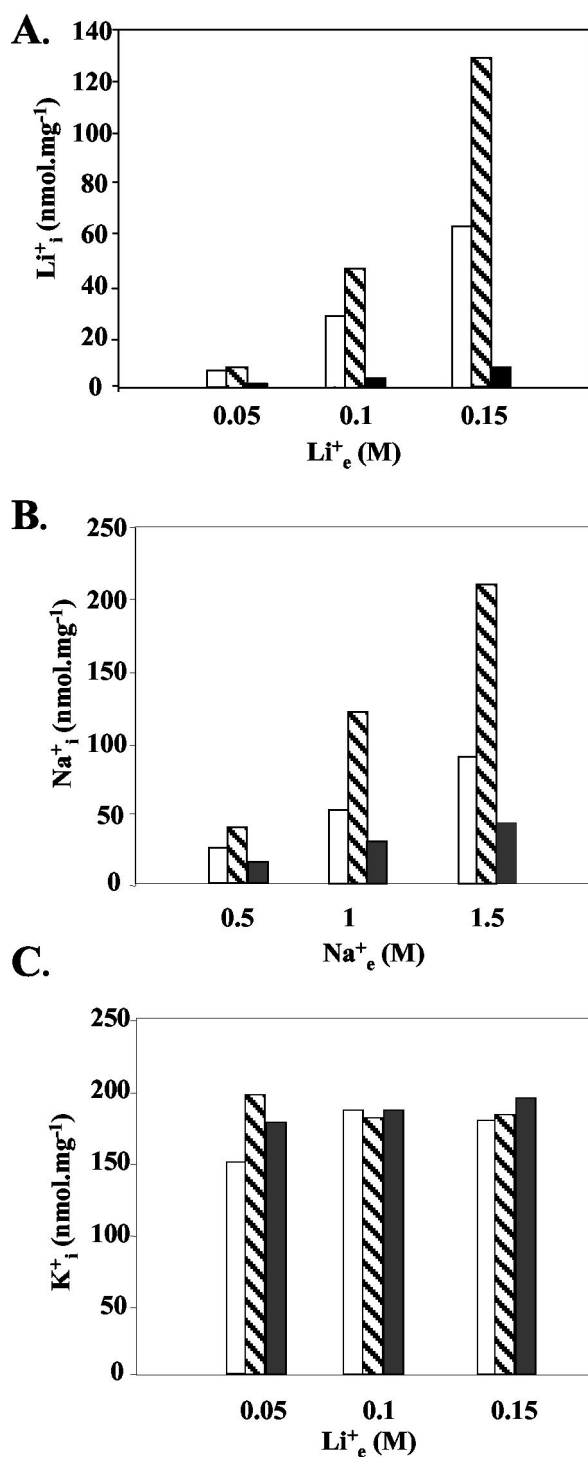 A.
140
120
100
80
60
40
20
0
Li⁺i (nmol.mg⁻¹)
0.05 0.1 0.15
Li⁺e (M)
B.
250
200
150
100
50
0
Na⁺i (nmol.mg⁻¹)
0.5 1 1.5
Na⁺e (M)
C.
250
200
150
100
50
0
K⁺i (nmol.mg⁻¹)
0.05 0.1 0.15
Li⁺e (M)